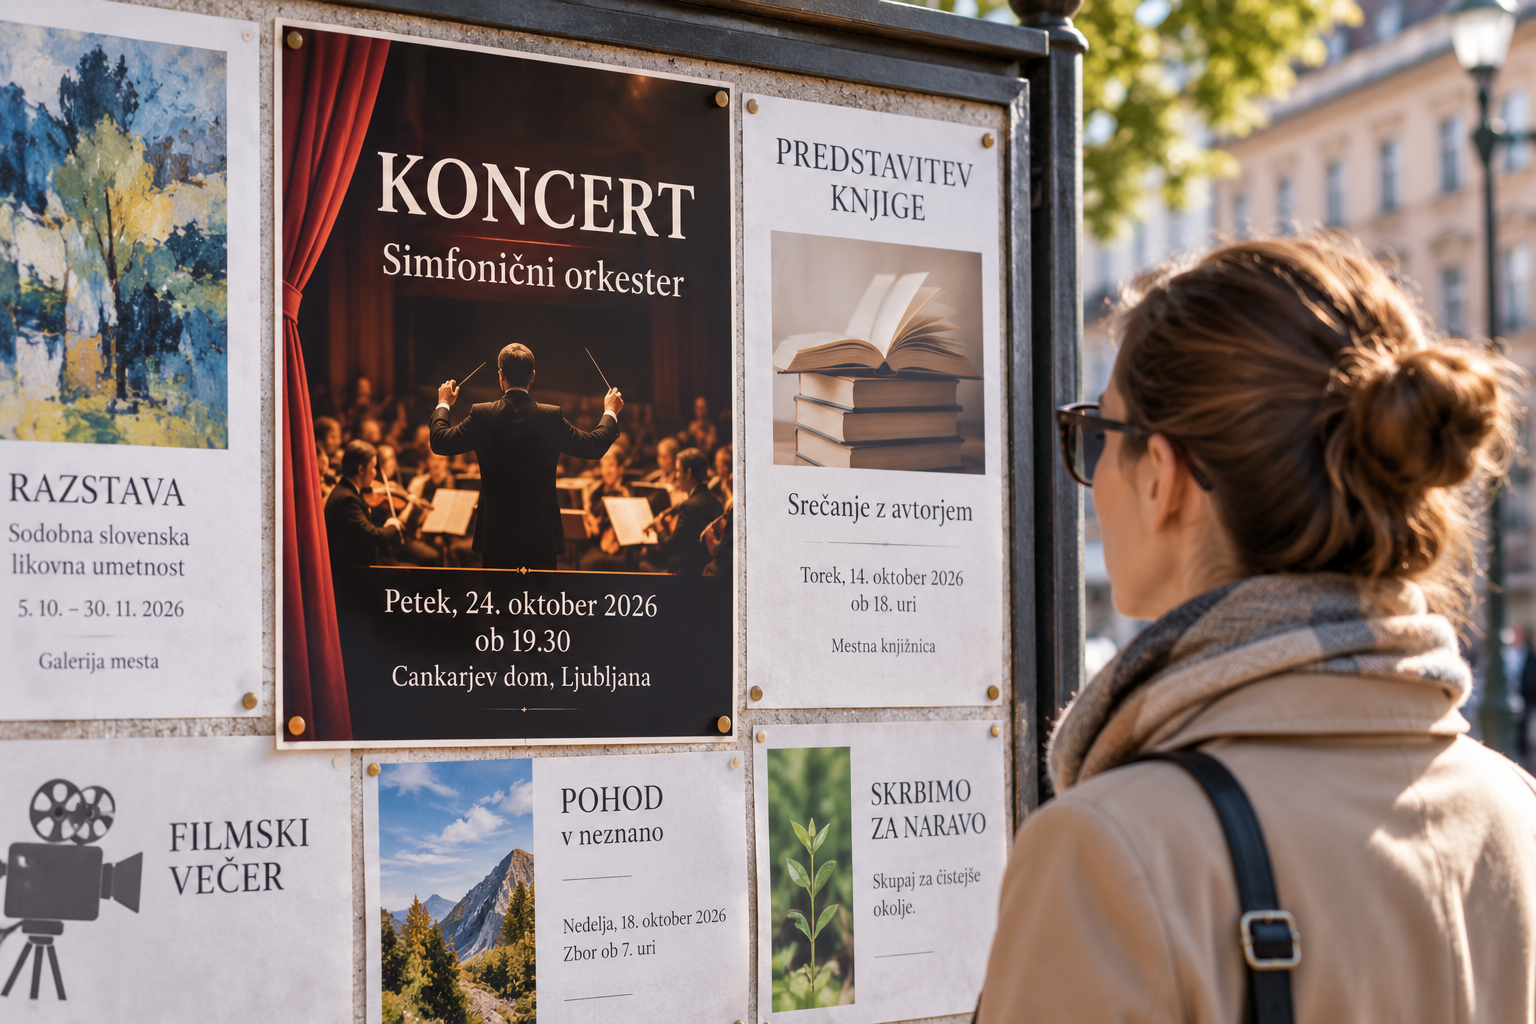 RAZSTAVA
Sodobna slovenska
likovna umetnost
5. 10. – 30. 11. 2026
Galerija mesta
KONCERT
Simfonični orkester
Petek, 24. oktober 2026
ob 19.30
Cankarjev dom, Ljubljana
PREDSTAVITEV
KNJIGE
Srečanje z avtorjem
Torek, 14. oktober 2026
ob 18. uri
Mestna knjižnica
FILMSKI
VEČER
POHOD
v neznano
Nedelja, 18. oktober 2026
Zbor ob 7. uri
SKRBIMO
ZA NARAVO
Skupaj za čistejše
okolje.